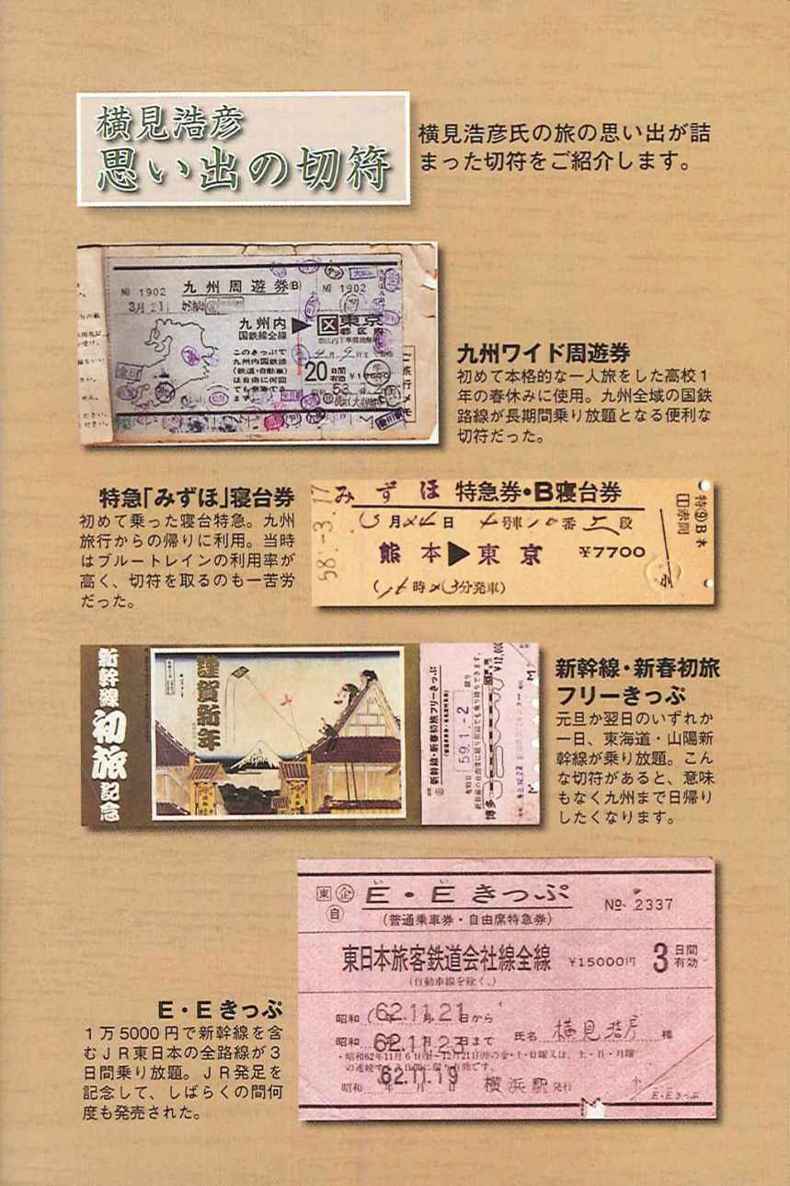 横見浩彦
思い出の切符
横見浩彦氏の旅の思い出が詰
まった切符をご紹介します。
№ 1902
九州周遊券B
№ 1902
3月21
九州内
国鉄線全線
区東京
都区内
このきっぷで
九州内国鉄線
(鉄道・自動車)
は自由に何回
20日間
有効
九州ワイド周遊券
初めて本格的な一人旅をした高校1
年の春休みに使用。九州全域の国鉄
路線が長期間乗り放題となる便利な
切符だった。
特急「みずほ」寝台券
初めて乗った寝台特急。九州
旅行からの帰りに利用。当時
はブルートレインの利用率が
高く、切符を取るのも一苦労
だった。
58.-3.17
みずほ 特急券・B寝台券
月 日 号車 番 段
熊本▶東京 ¥7700
時 分発車)
新幹線
初旅
記念
謹賀新年
新幹線・新春初旅フリーきっぷ
59.1.-2
博多
新幹線・新春初旅
フリーきっぷ
元旦か翌日のいずれか
一日、東海道・山陽新
幹線が乗り放題。こん
な切符があると、意味
もなく九州まで日帰り
したくなります。
東 企
自
E・Eきっぷ
(普通乗車券・自由席特急券)
№ 2337
東日本旅客鉄道会社線全線
¥15000円
3日間
有効
(自動車線を除く。)
昭和 62.11.21 日から
昭和 62.11.23 日まで
氏名 横見浩彦 様
昭和 62.11.19
横浜駅発行
E・Eきっぷ
E・Eきっぷ
1万5000円で新幹線を含
むJR東日本の全路線が3
日間乗り放題。JR発足を
記念して、しばらくの間何
度も発売された。